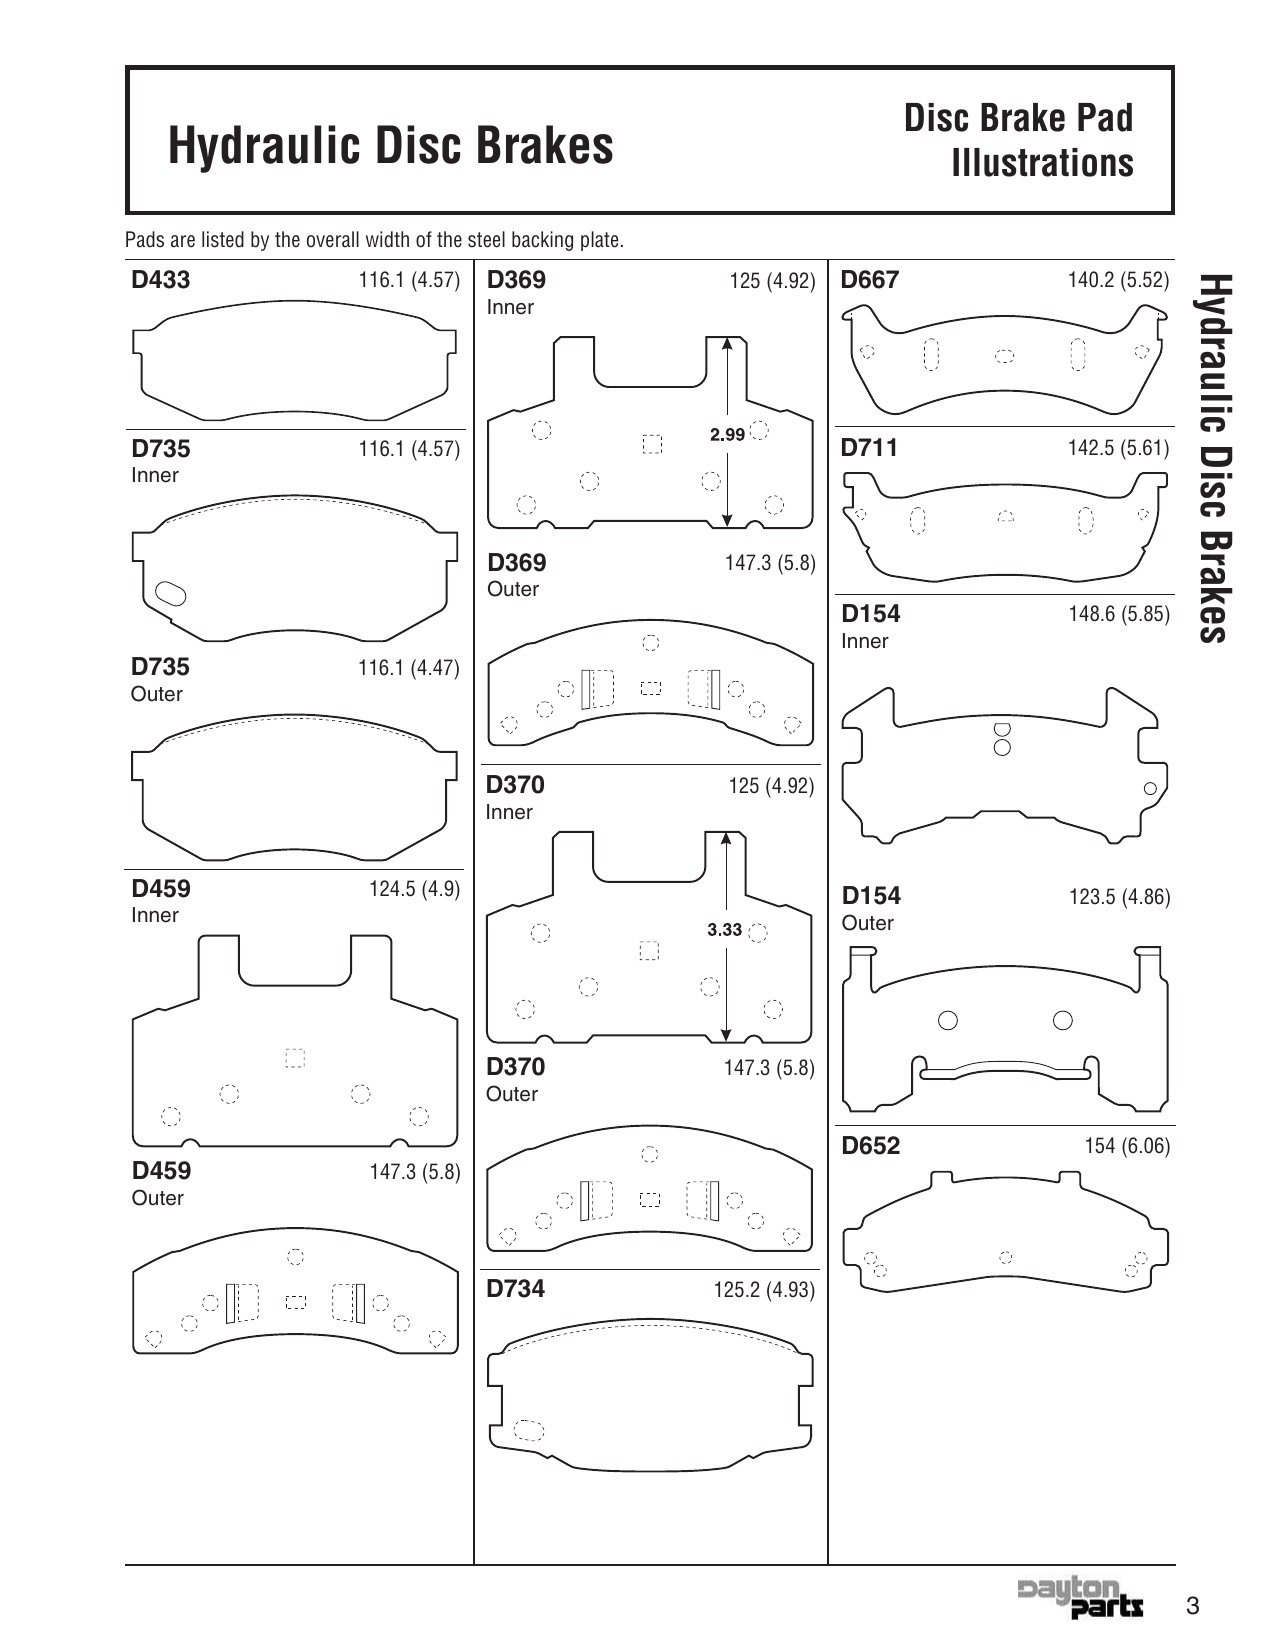 Hydraulic Disc Brakes
Disc Brake Pad
Illustrations
Pads are listed by the overall width of the steel backing plate.
D433 116.1 (4.57)
D735 116.1 (4.57)
Inner
D735 116.1 (4.47)
Outer
D459 124.5 (4.9)
Inner
D459 147.3 (5.8)
Outer
D369 125 (4.92)
Inner
2.99
D369 147.3 (5.8)
Outer
D370 125 (4.92)
Inner
3.33
D370 147.3 (5.8)
Outer
D734 125.2 (4.93)
D667 140.2 (5.52)
D711 142.5 (5.61)
D154 148.6 (5.85)
Inner
D154 123.5 (4.86)
Outer
D652 154 (6.06)
Hydraulic Disc Brakes
Dayton
parts
3